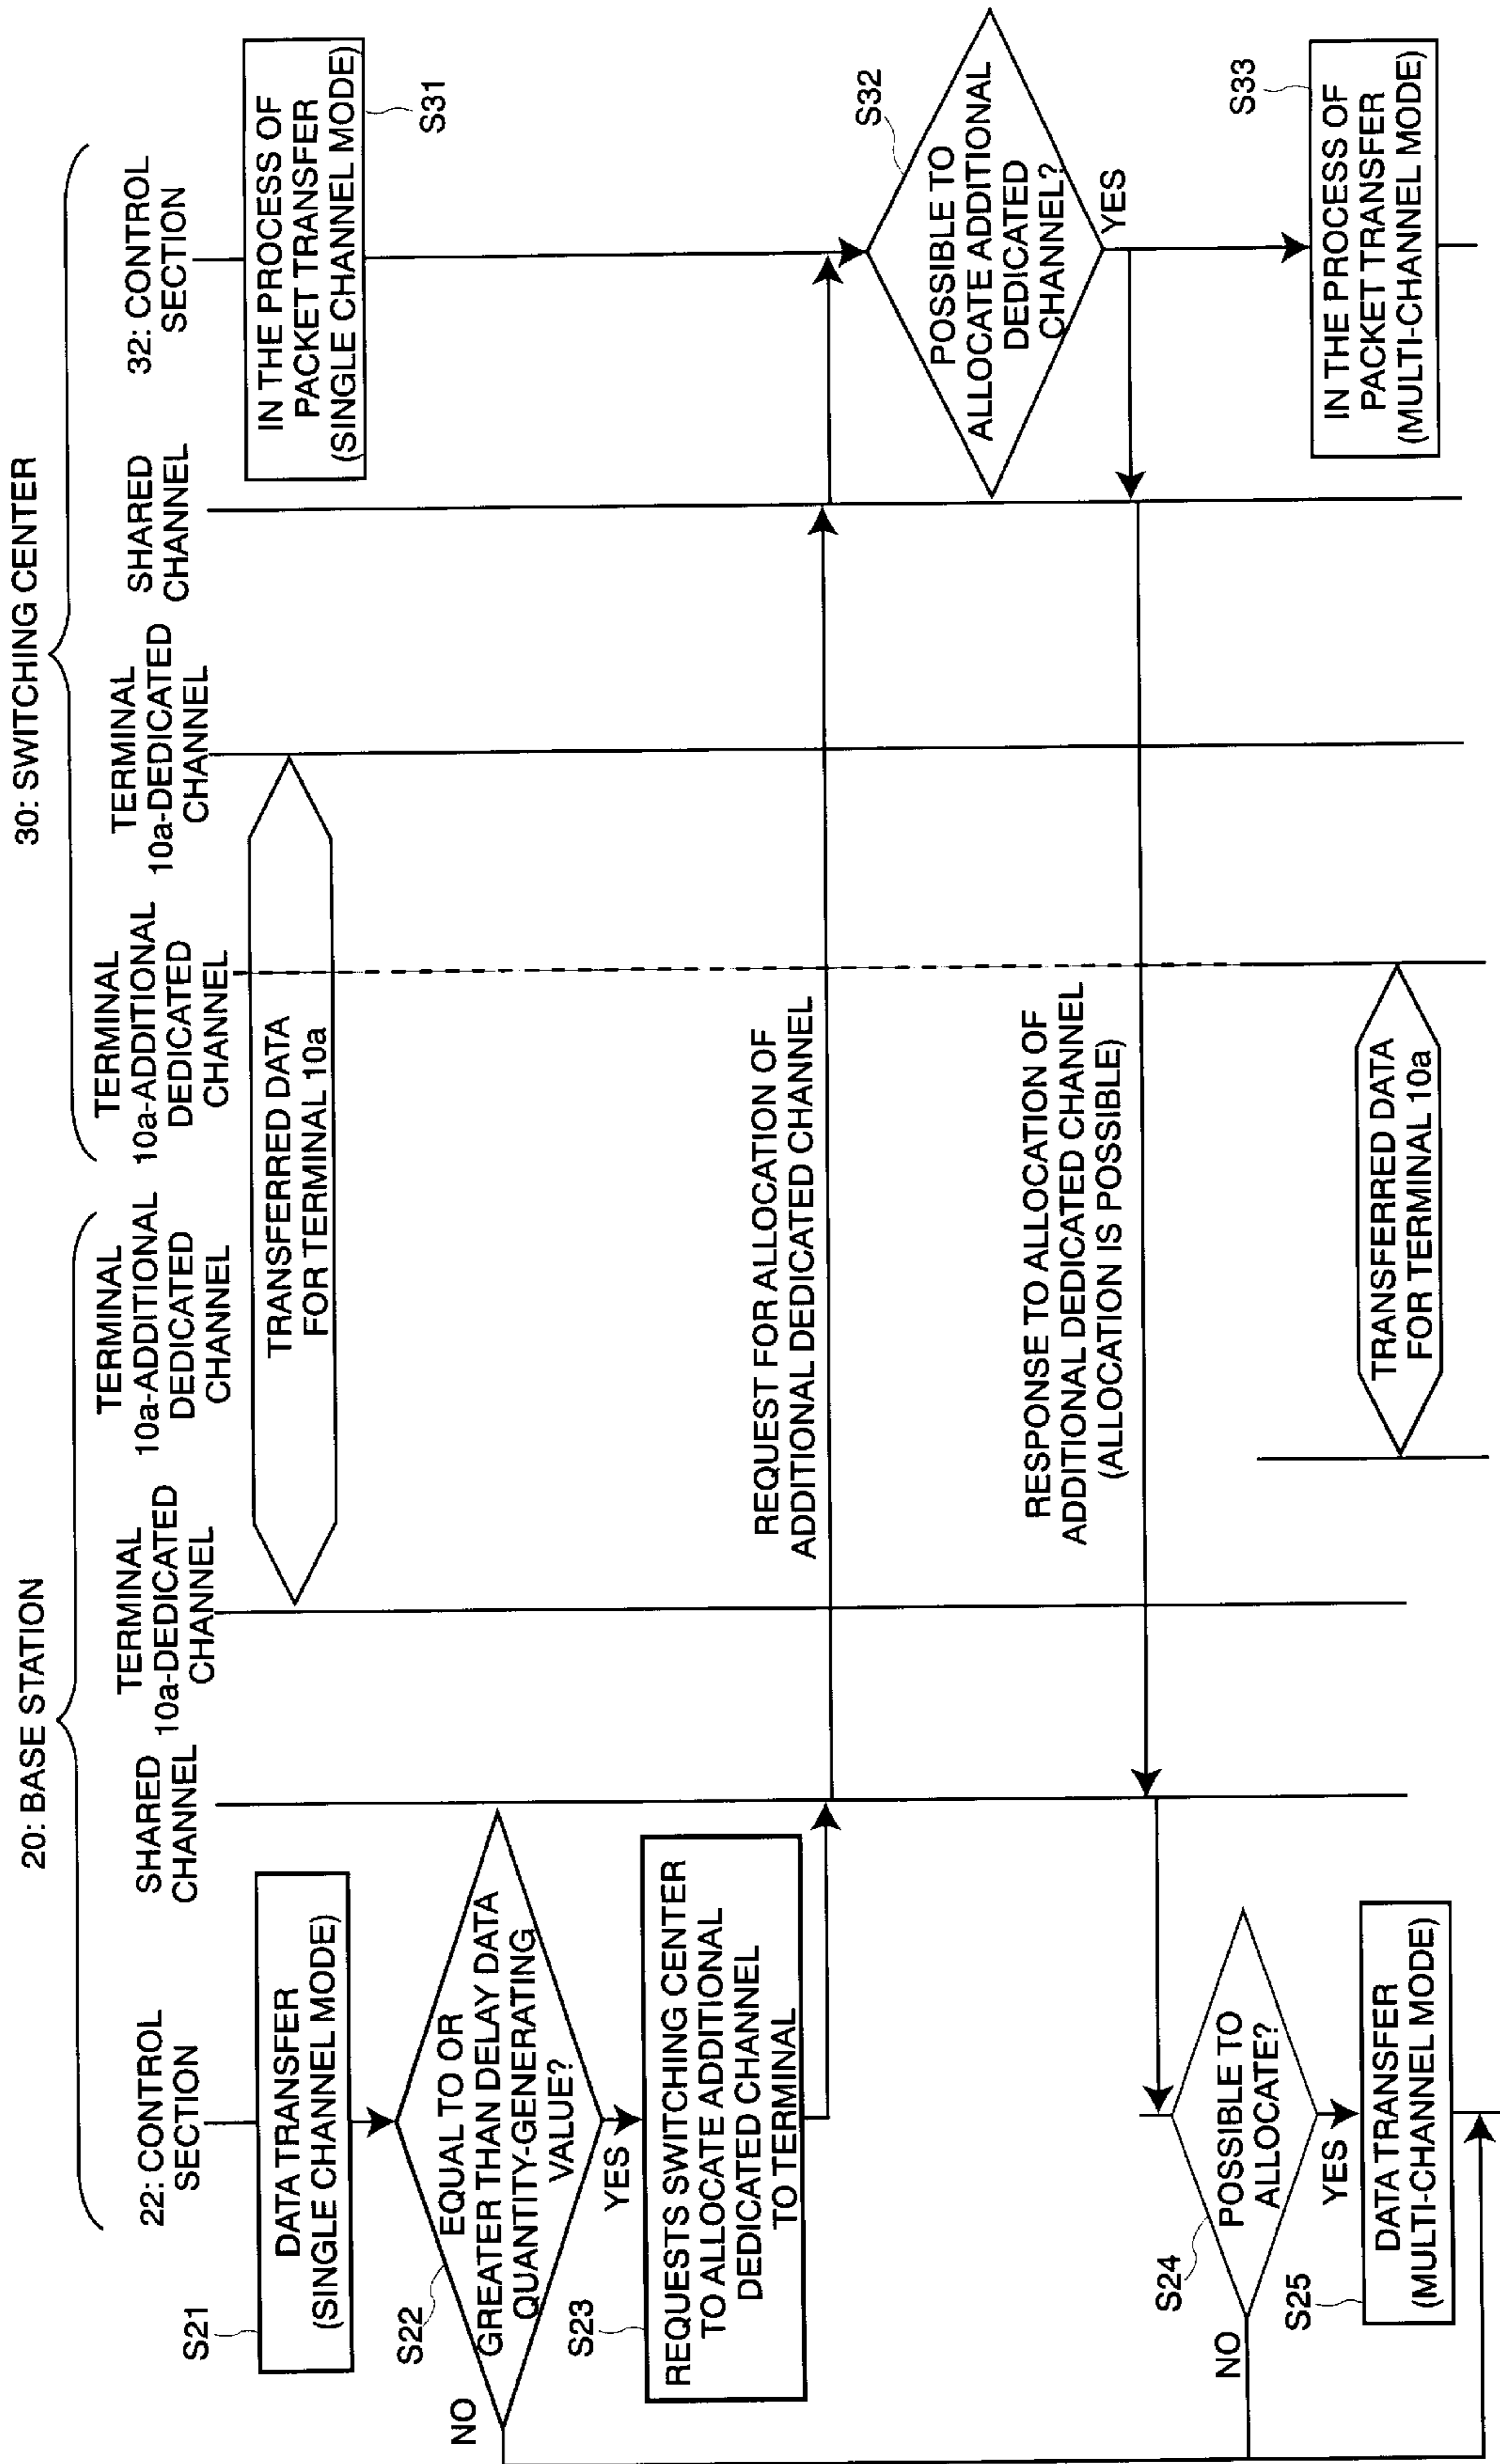 20: BASE STATION
30: SWITCHING CENTER
22: CONTROL
SECTION
SHARED
CHANNEL
TERMINAL
10a-DEDICATED
CHANNEL
TERMINAL
10a-ADDITIONAL
DEDICATED
CHANNEL
TERMINAL
10a-ADDITIONAL
DEDICATED
CHANNEL
TERMINAL
10a-DEDICATED
CHANNEL
SHARED
CHANNEL
32: CONTROL
SECTION
S21
DATA TRANSFER
(SINGLE CHANNEL MODE)
TRANSFERRED DATA
FOR TERMINAL 10a
IN THE PROCESS OF
PACKET TRANSFER
(SINGLE CHANNEL MODE)
S31
S22
EQUAL TO OR
GREATER THAN DELAY DATA
QUANTITY-GENERATING
VALUE?
NO
YES
S23
REQUESTS SWITCHING CENTER
TO ALLOCATE ADDITIONAL
DEDICATED CHANNEL
TO TERMINAL
REQUEST FOR ALLOCATION OF
ADDITIONAL DEDICATED CHANNEL
S32
POSSIBLE TO
ALLOCATE ADDITIONAL
DEDICATED
CHANNEL?
YES
RESPONSE TO ALLOCATION OF
ADDITIONAL DEDICATED CHANNEL
(ALLOCATION IS POSSIBLE)
S24
POSSIBLE TO
ALLOCATE?
NO
YES
S25
DATA TRANSFER
(MULTI-CHANNEL MODE)
TRANSFERRED DATA
FOR TERMINAL 10a
S33
IN THE PROCESS OF
PACKET TRANSFER
(MULTI-CHANNEL MODE)